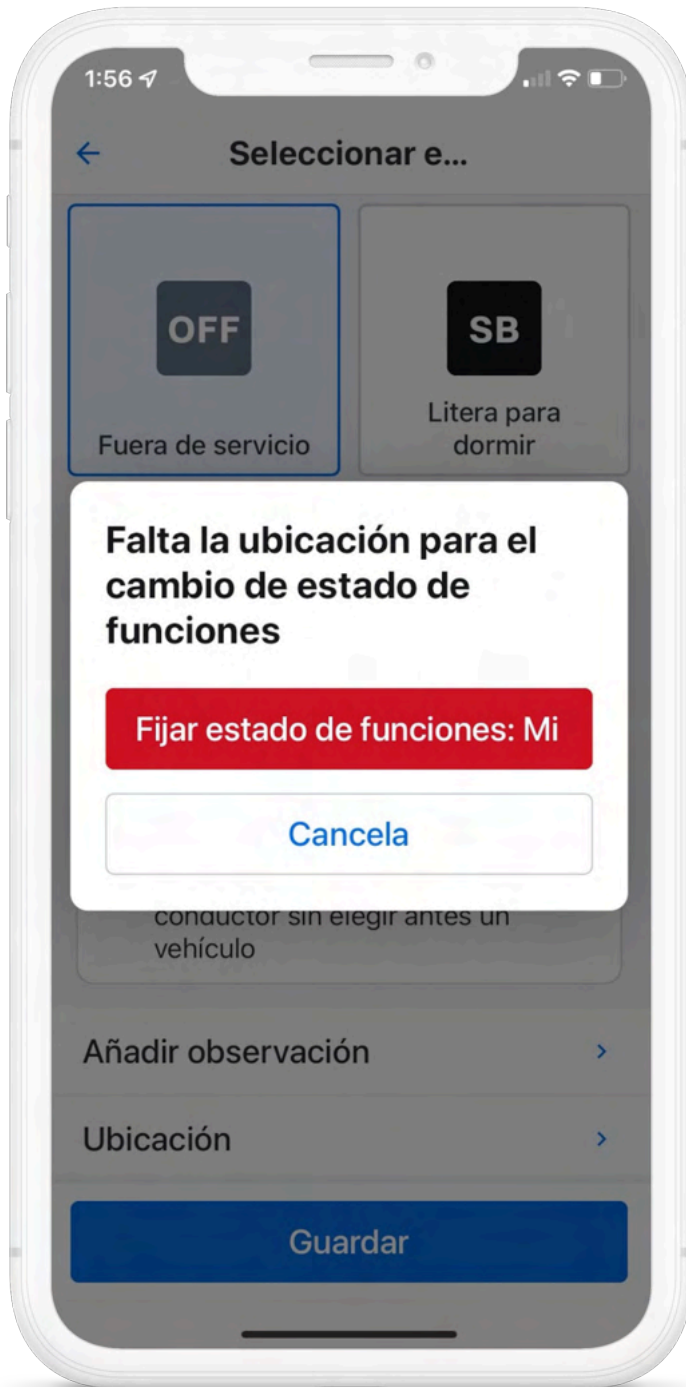 1:56
Seleccionar e...
OFF
SB
Fuera de servicio
Litera para
dormir
Falta la ubicación para el
cambio de estado de
funciones
Fijar estado de funciones: Mi
Cancela
conductor sin elegir antes un
vehículo
Añadir observación
Ubicación
Guardar